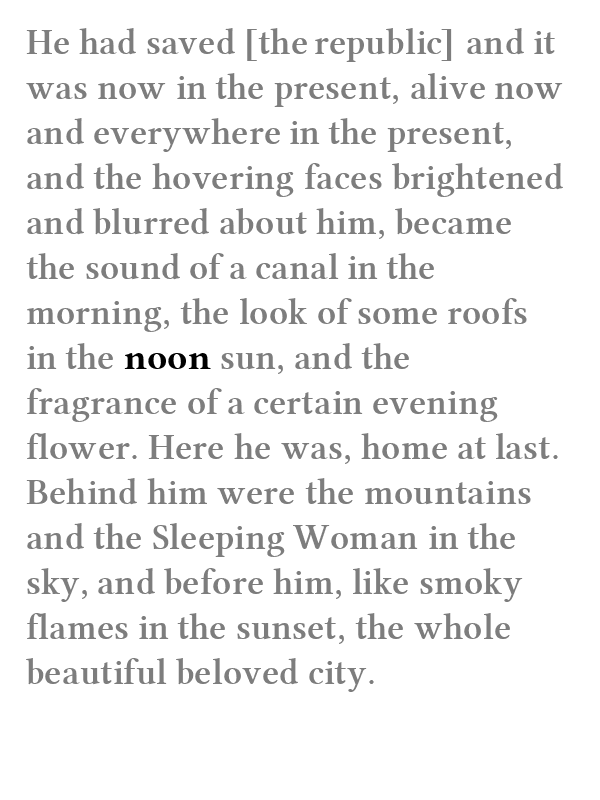 He had saved [the republic] and it
was now in the present, alive now
and everywhere in the present,
and the hovering faces brightened
and blurred about him, became
the sound of a canal in the
morning, the look of some roofs
in the noon sun, and the
fragrance of a certain evening
flower. Here he was, home at last.
Behind him were the mountains
and the Sleeping Woman in the
sky, and before him, like smoky
flames in the sunset, the whole
beautiful beloved city.